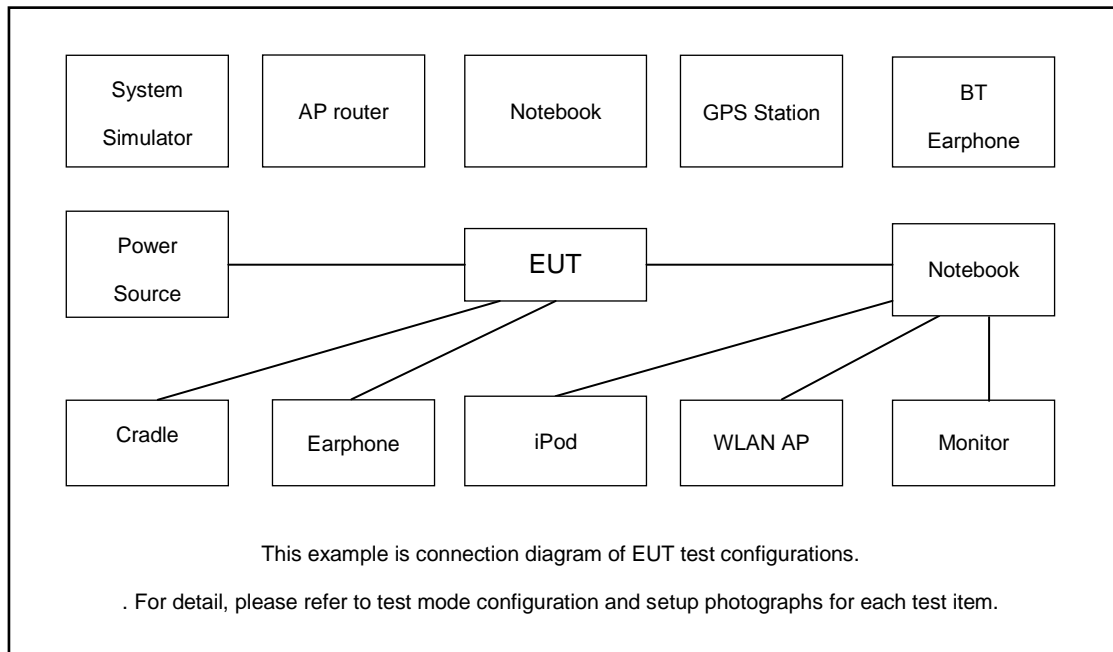 System
Simulator
AP router
Notebook
GPS Station
BT
Earphone
Power
Source
EUT
Notebook
Cradle
Earphone
iPod
WLAN AP
Monitor
This example is connection diagram of EUT test configurations.
. For detail, please refer to test mode configuration and setup photographs for each test item.